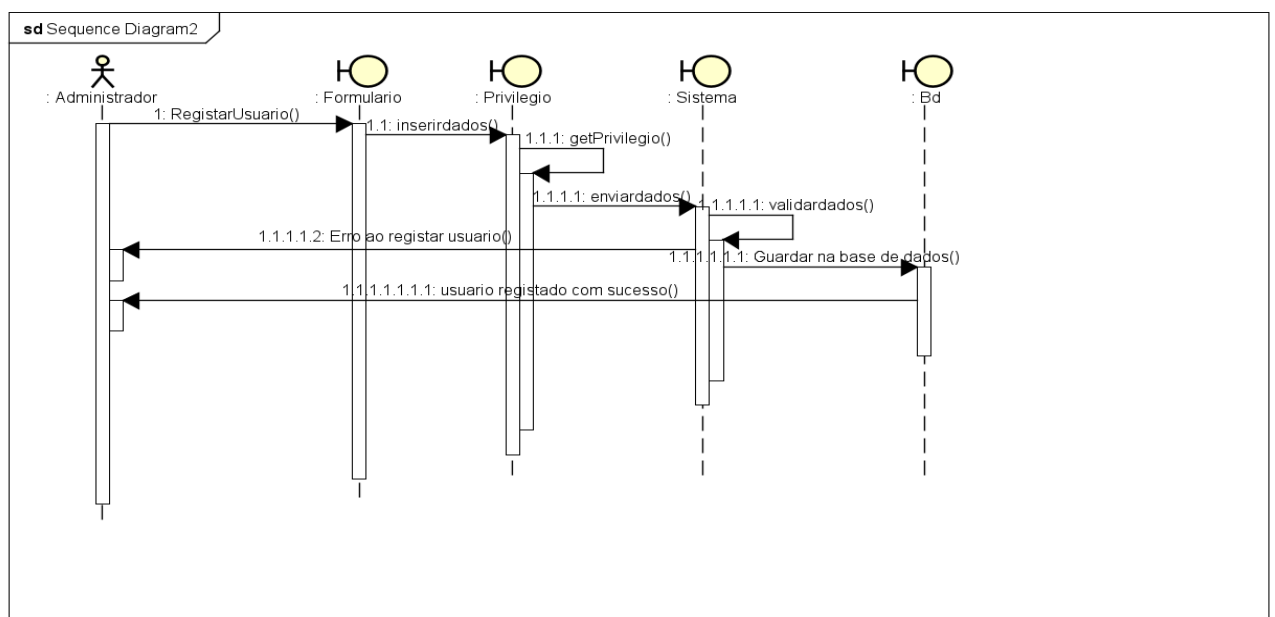 sd Sequence Diagram2
: Administrador
: Formulario
: Privilegio
: Sistema
: Bd
1: RegistarUsuario()
1.1: inserirdados()
1.1.1: getPrivilegio()
1.1.1.1: enviardados()
1.1.1.1.1: validardados()
1.1.1.1.2: Erro ao registar usuario()
1.1.1.1.1.1: Guardar na base de dados()
1.1.1.1.1.1.1: usuario registado com sucesso()